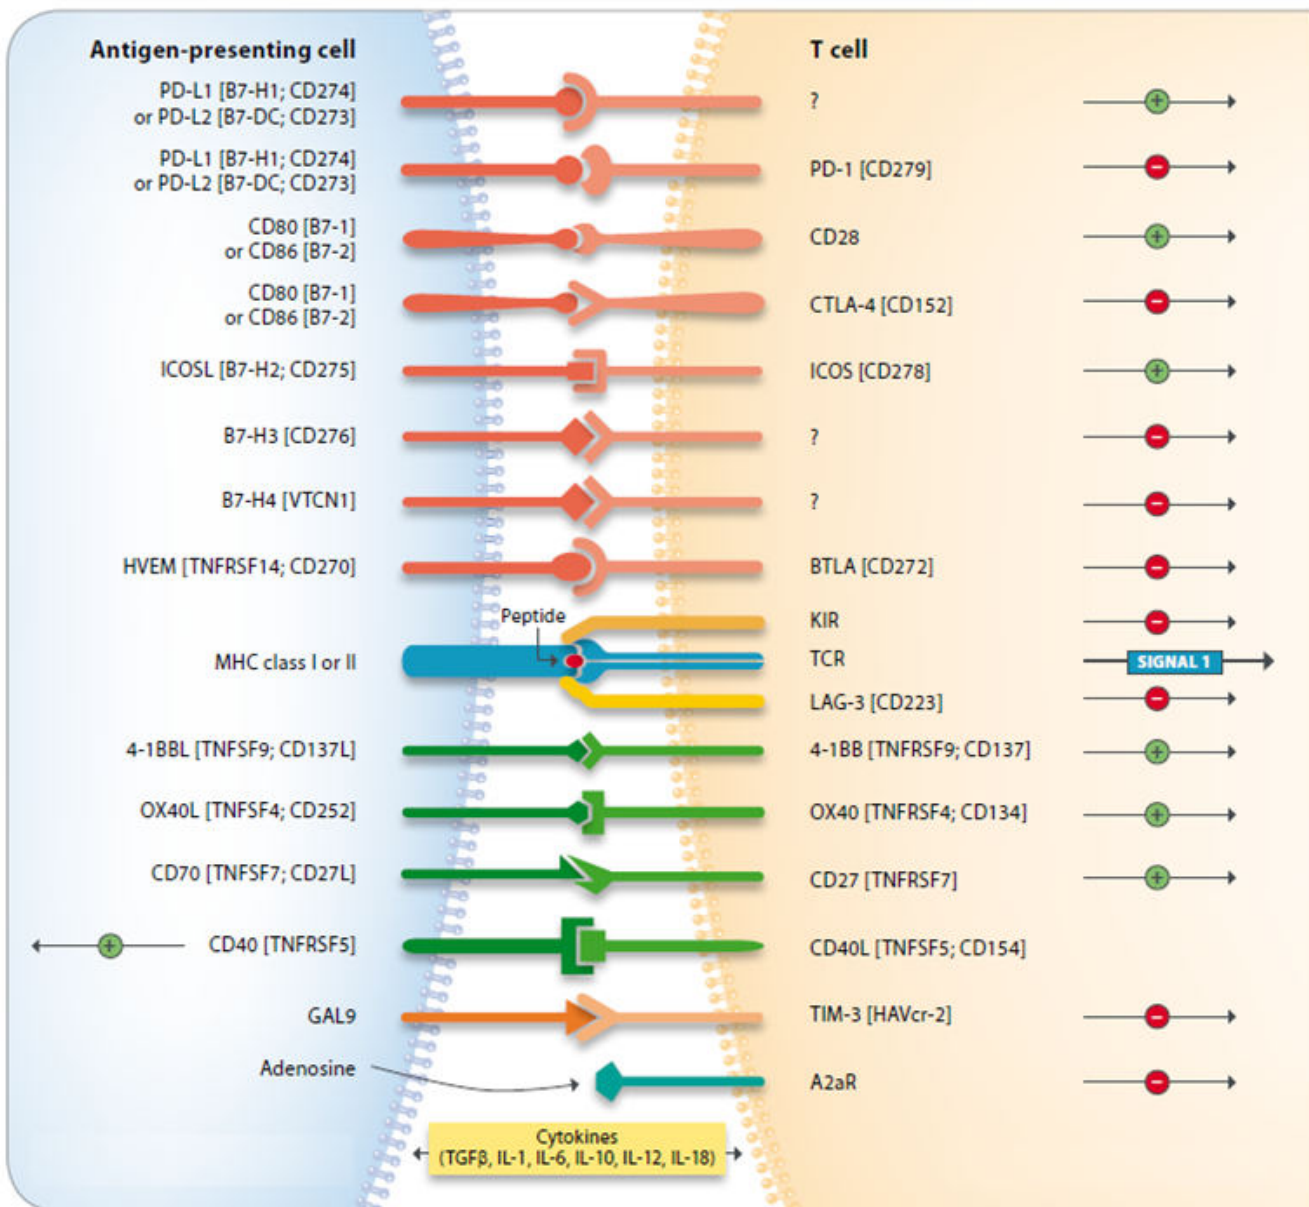 Antigen-presenting cell
T cell
PD-L1 [B7-H1; CD274]
or PD-L2 [B7-DC; CD273]
?
+
PD-L1 [B7-H1; CD274]
or PD-L2 [B7-DC; CD273]
PD-1 [CD279]
−
CD80 [B7-1]
or CD86 [B7-2]
CD28
+
CD80 [B7-1]
or CD86 [B7-2]
CTLA-4 [CD152]
−
ICOSL [B7-H2; CD275]
ICOS [CD278]
+
B7-H3 [CD276]
?
−
B7-H4 [VTCN1]
?
−
HVEM [TNFRSF14; CD270]
BTLA [CD272]
−
Peptide
KIR
−
MHC class I or II
TCR
SIGNAL 1
LAG-3 [CD223]
−
4-1BBL [TNFSF9; CD137L]
4-1BB [TNFRSF9; CD137]
+
OX40L [TNFSF4; CD252]
OX40 [TNFRSF4; CD134]
+
CD70 [TNFSF7; CD27L]
CD27 [TNFRSF7]
+
+
CD40 [TNFRSF5]
CD40L [TNFSF5; CD154]
GAL9
TIM-3 [HAVcr-2]
−
Adenosine
A2aR
−
Cytokines
(TGFβ, IL-1, IL-6, IL-10, IL-12, IL-18)